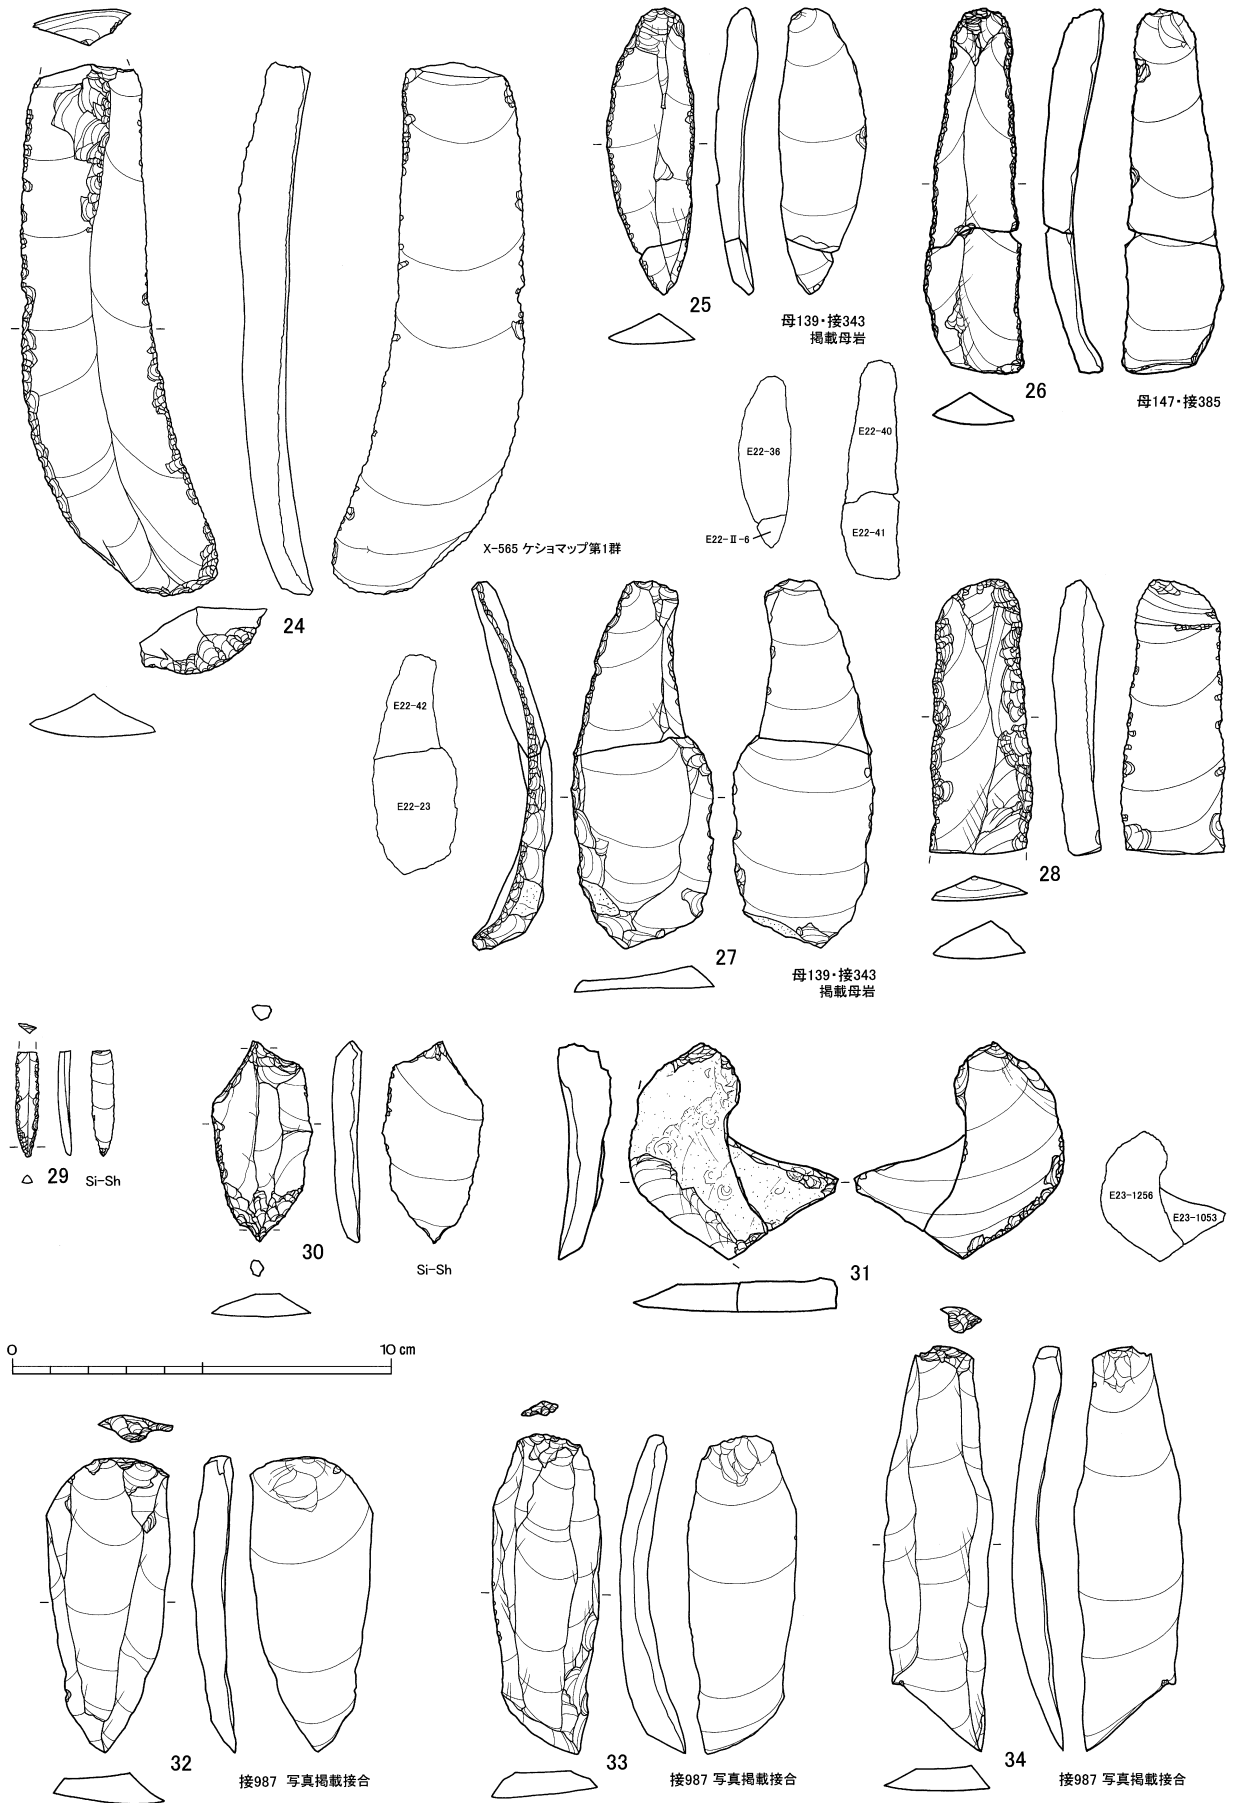 25
母139・接343
掲載母岩
26
母147・接385
E22-36
E22-40
E22-Ⅱ-6
E22-41
X-565 ケショマップ第1群
24
E22-42
E22-23
28
27
母139・接343
掲載母岩
29
Si-Sh
30
Si-Sh
31
E23-1256
E23-1053
0 10 cm
32
接987 写真掲載接合
33
接987 写真掲載接合
34
接987 写真掲載接合